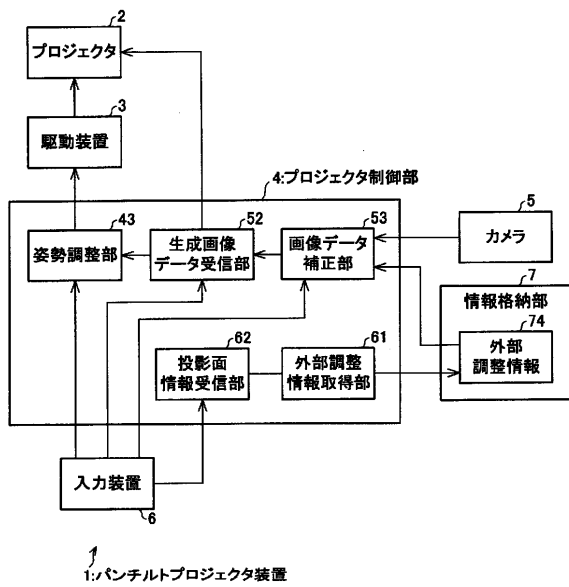 2
プロジェクタ
3
駆動装置
4:プロジェクタ制御部
43
姿勢調整部
52
生成画像
データ受信部
53
画像データ
補正部
5
カメラ
7
情報格納部
74
外部
調整情報
62
投影面
情報受信部
61
外部調整
情報取得部
入力装置
6
1:パンチルトプロジェクタ装置